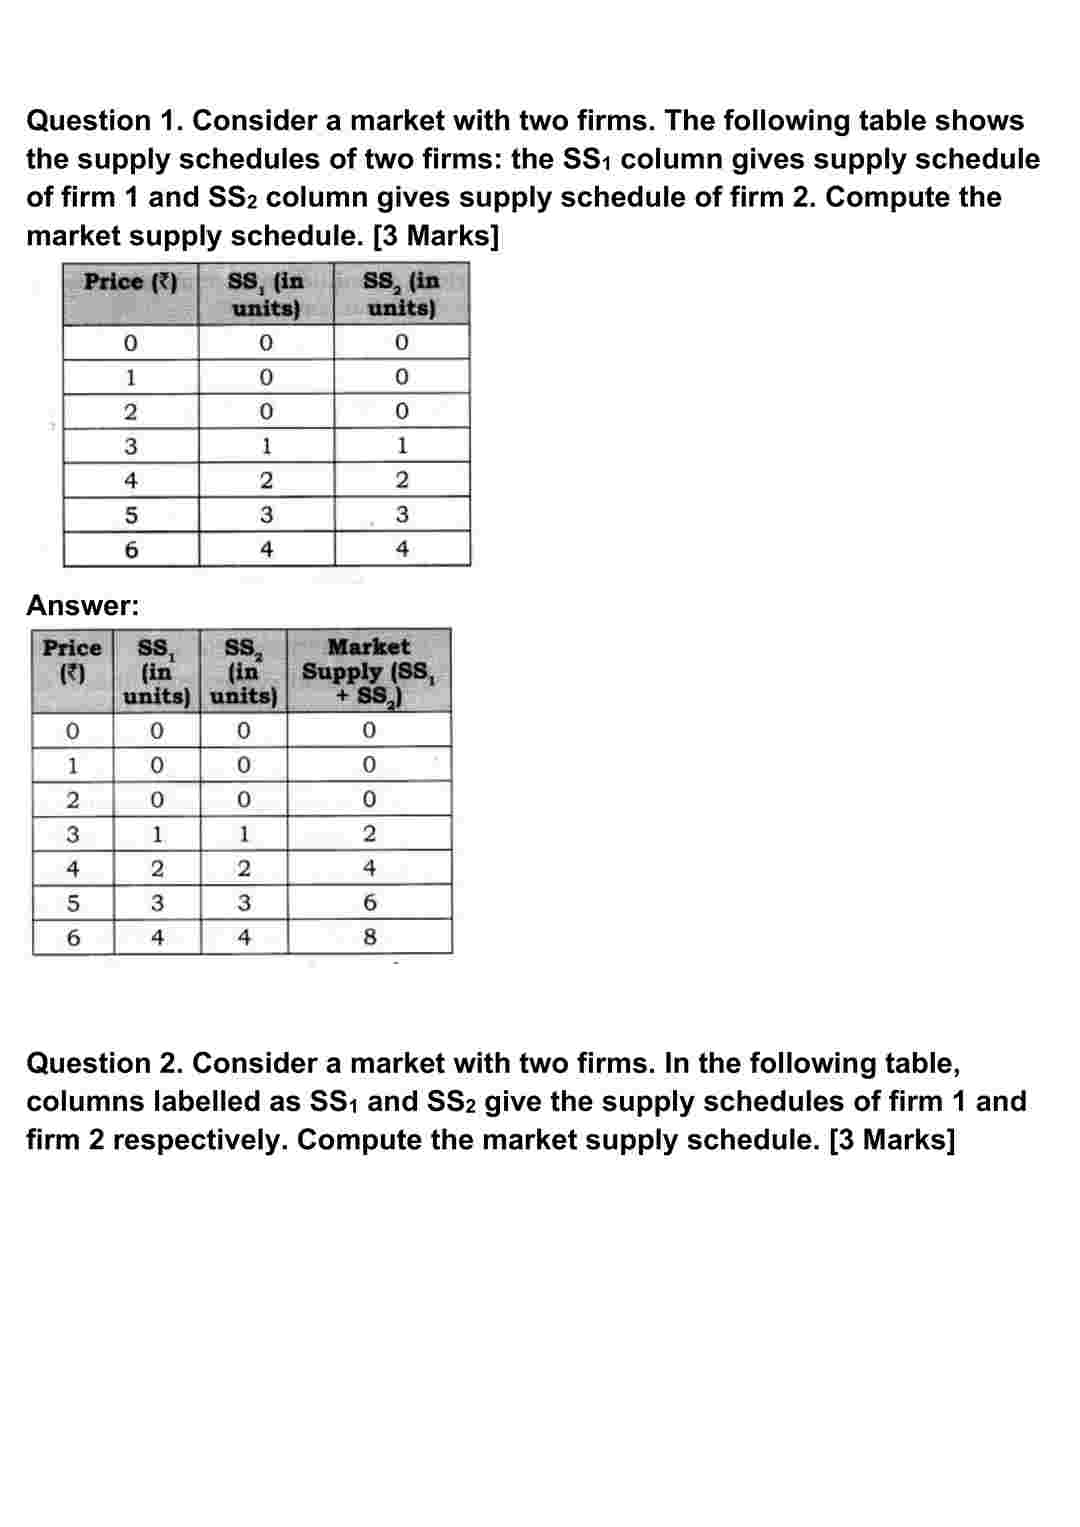 Question 1. Consider a market with two firms. The following table shows
the supply schedules of two firms: the SS₁ column gives supply schedule
of firm 1 and SS₂ column gives supply schedule of firm 2. Compute the
market supply schedule. [3 Marks]
Price (₹) SS₁ (in units) SS₂ (in units)
0 0 0
1 0 0
2 0 0
3 1 1
4 2 2
5 3 3
6 4 4
Answer:
Price (₹) SS₁ (in units) SS₂ (in units) Market Supply (SS₁ + SS₂)
0 0 0 0
1 0 0 0
2 0 0 0
3 1 1 2
4 2 2 4
5 3 3 6
6 4 4 8
Question 2. Consider a market with two firms. In the following table,
columns labelled as SS₁ and SS₂ give the supply schedules of firm 1 and
firm 2 respectively. Compute the market supply schedule. [3 Marks]